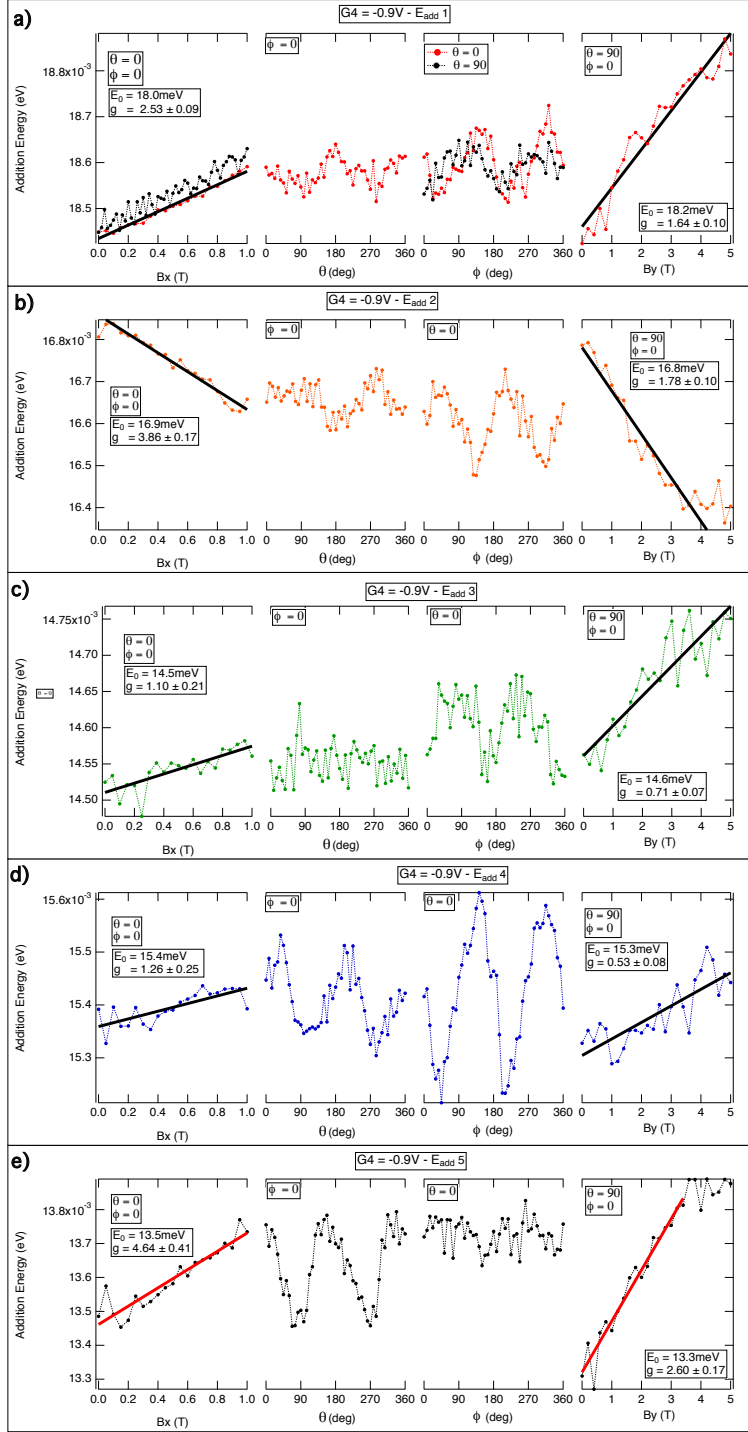 a)
G4 = -0.9V - Eadd 1
Addition Energy (eV)
18.8x10⁻³
18.7
18.6
18.5
θ = 0
ϕ = 0
E0 = 18.0meV
g = 2.53 ± 0.09
ϕ = 0
θ = 0
θ = 90
θ = 90
ϕ = 0
E0 = 18.2meV
g = 1.64 ± 0.10
0.0 0.2 0.4 0.6 0.8 1.0
0 90 180 270 360
0 90 180 270 360
0 1 2 3 4 5
Bx (T)
θ (deg)
ϕ (deg)
By (T)
b)
G4 = -0.9V - Eadd 2
Addition Energy (eV)
16.8x10⁻³
16.7
16.6
16.5
16.4
θ = 0
ϕ = 0
E0 = 16.9meV
g = 3.86 ± 0.17
ϕ = 0
θ = 0
θ = 90
ϕ = 0
E0 = 16.8meV
g = 1.78 ± 0.10
0.0 0.2 0.4 0.6 0.8 1.0
0 90 180 270 360
0 90 180 270 360
0 1 2 3 4 5
Bx (T)
θ (deg)
ϕ (deg)
By (T)
c)
G4 = -0.9V - Eadd 3
Addition Energy (eV)
14.75x10⁻³
14.70
14.65
14.60
14.55
14.50
θ = 0
ϕ = 0
E0 = 14.5meV
g = 1.10 ± 0.21
ϕ = 0
θ = 0
θ = 90
ϕ = 0
E0 = 14.6meV
g = 0.71 ± 0.07
0.0 0.2 0.4 0.6 0.8 1.0
0 90 180 270 360
0 90 180 270 360
0 1 2 3 4 5
Bx (T)
θ (deg)
ϕ (deg)
By (T)
d)
G4 = -0.9V - Eadd 4
Addition Energy (eV)
15.6x10⁻³
15.5
15.4
15.3
θ = 0
ϕ = 0
E0 = 15.4meV
g = 1.26 ± 0.25
ϕ = 0
θ = 0
θ = 90
ϕ = 0
E0 = 15.3meV
g = 0.53 ± 0.08
0.0 0.2 0.4 0.6 0.8 1.0
0 90 180 270 360
0 90 180 270 360
0 1 2 3 4 5
Bx (T)
θ (deg)
ϕ (deg)
By (T)
e)
G4 = -0.9V - Eadd 5
Addition Energy (eV)
13.8x10⁻³
13.7
13.6
13.5
13.4
13.3
θ = 0
ϕ = 0
E0 = 13.5meV
g = 4.64 ± 0.41
ϕ = 0
θ = 0
θ = 90
ϕ = 0
E0 = 13.3meV
g = 2.60 ± 0.17
0.0 0.2 0.4 0.6 0.8 1.0
0 90 180 270 360
0 90 180 270 360
0 1 2 3 4 5
Bx (T)
θ (deg)
ϕ (deg)
By (T)